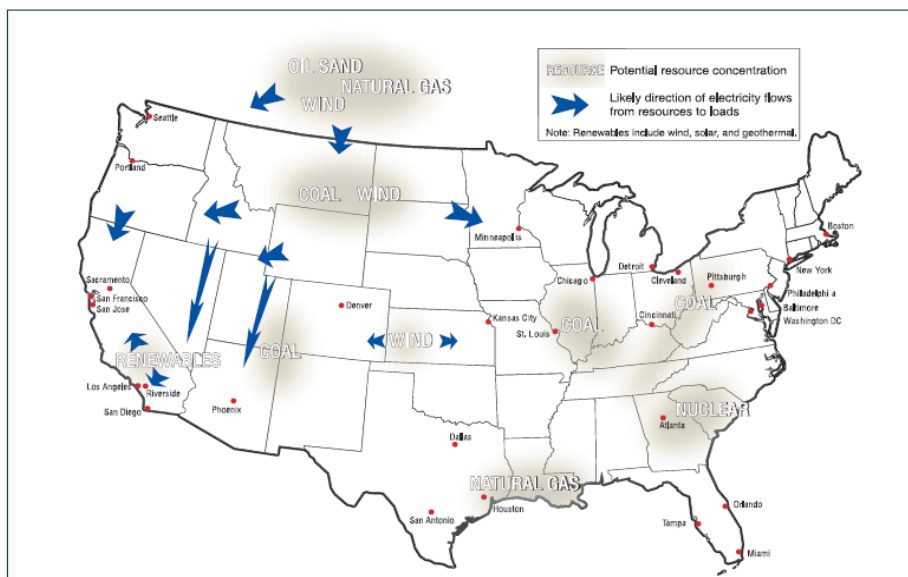 OIL SAND
NATURAL GAS
WIND
RESOURCE Potential resource concentration
Likely direction of electricity flows
from resources to loads
Note: Renewables include wind, solar, and geothermal.
Seattle
Portland
COAL WIND
Minneapolis
Boston
Detroit
New York
Chicago
Cleveland
Pittsburgh
Sacramento
San Francisco
San Jose
Denver
Philadelphi a
Baltimore
Washington DC
Kansas City
St. Louis
Cincinnati
COAL
COAL
WIND
COAL
RENEWABLES
Los Angeles
Riverside
San Diego
Phoenix
NUCLEAR
Atlanta
Dallas
NATURAL GAS
Houston
San Antonio
Orlando
Tampa
Miami